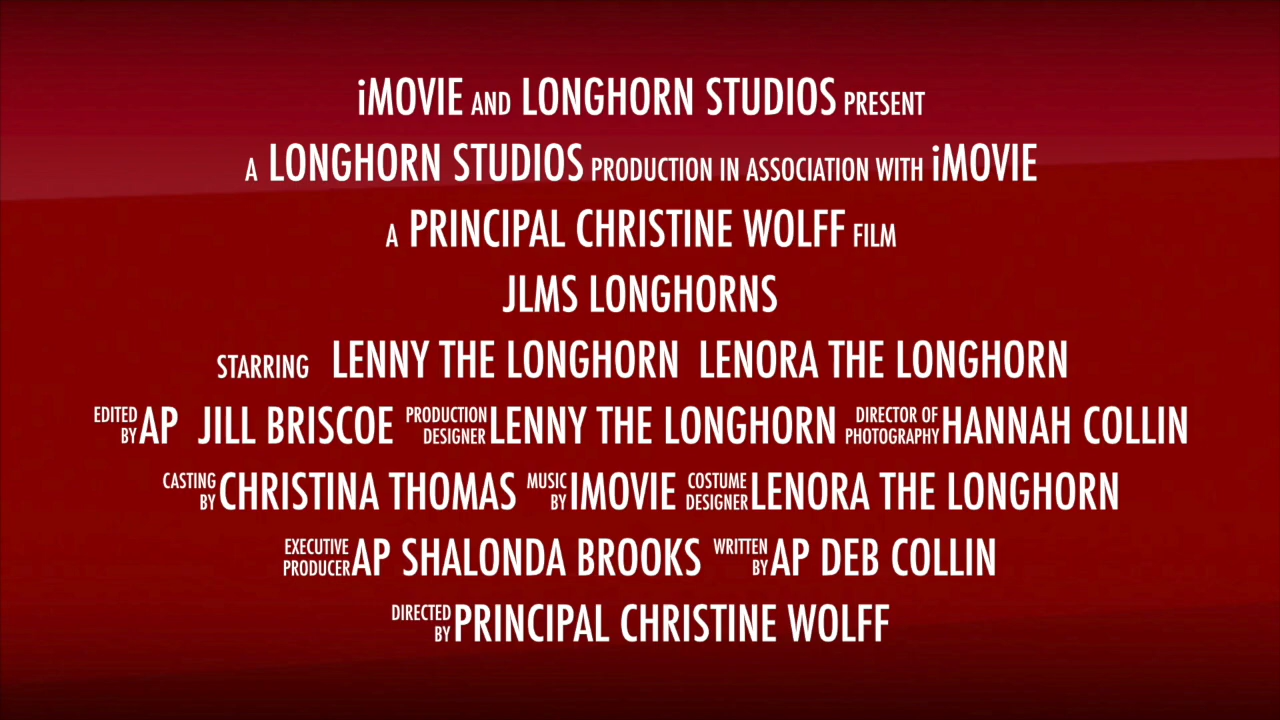 iMOVIE AND LONGHORN STUDIOS PRESENT
A LONGHORN STUDIOS PRODUCTION IN ASSOCIATION WITH iMOVIE
A PRINCIPAL CHRISTINE WOLFF FILM
JLMS LONGHORNS
STARRING LENNY THE LONGHORN LENORA THE LONGHORN
EDITED BY AP JILL BRISCOE PRODUCTION DESIGNER LENNY THE LONGHORN DIRECTOR OF PHOTOGRAPHY HANNAH COLLIN
CASTING BY CHRISTINA THOMAS MUSIC BY IMOVIE COSTUME DESIGNER LENORA THE LONGHORN
EXECUTIVE PRODUCER AP SHALONDA BROOKS WRITTEN BY AP DEB COLLIN
DIRECTED BY PRINCIPAL CHRISTINE WOLFF